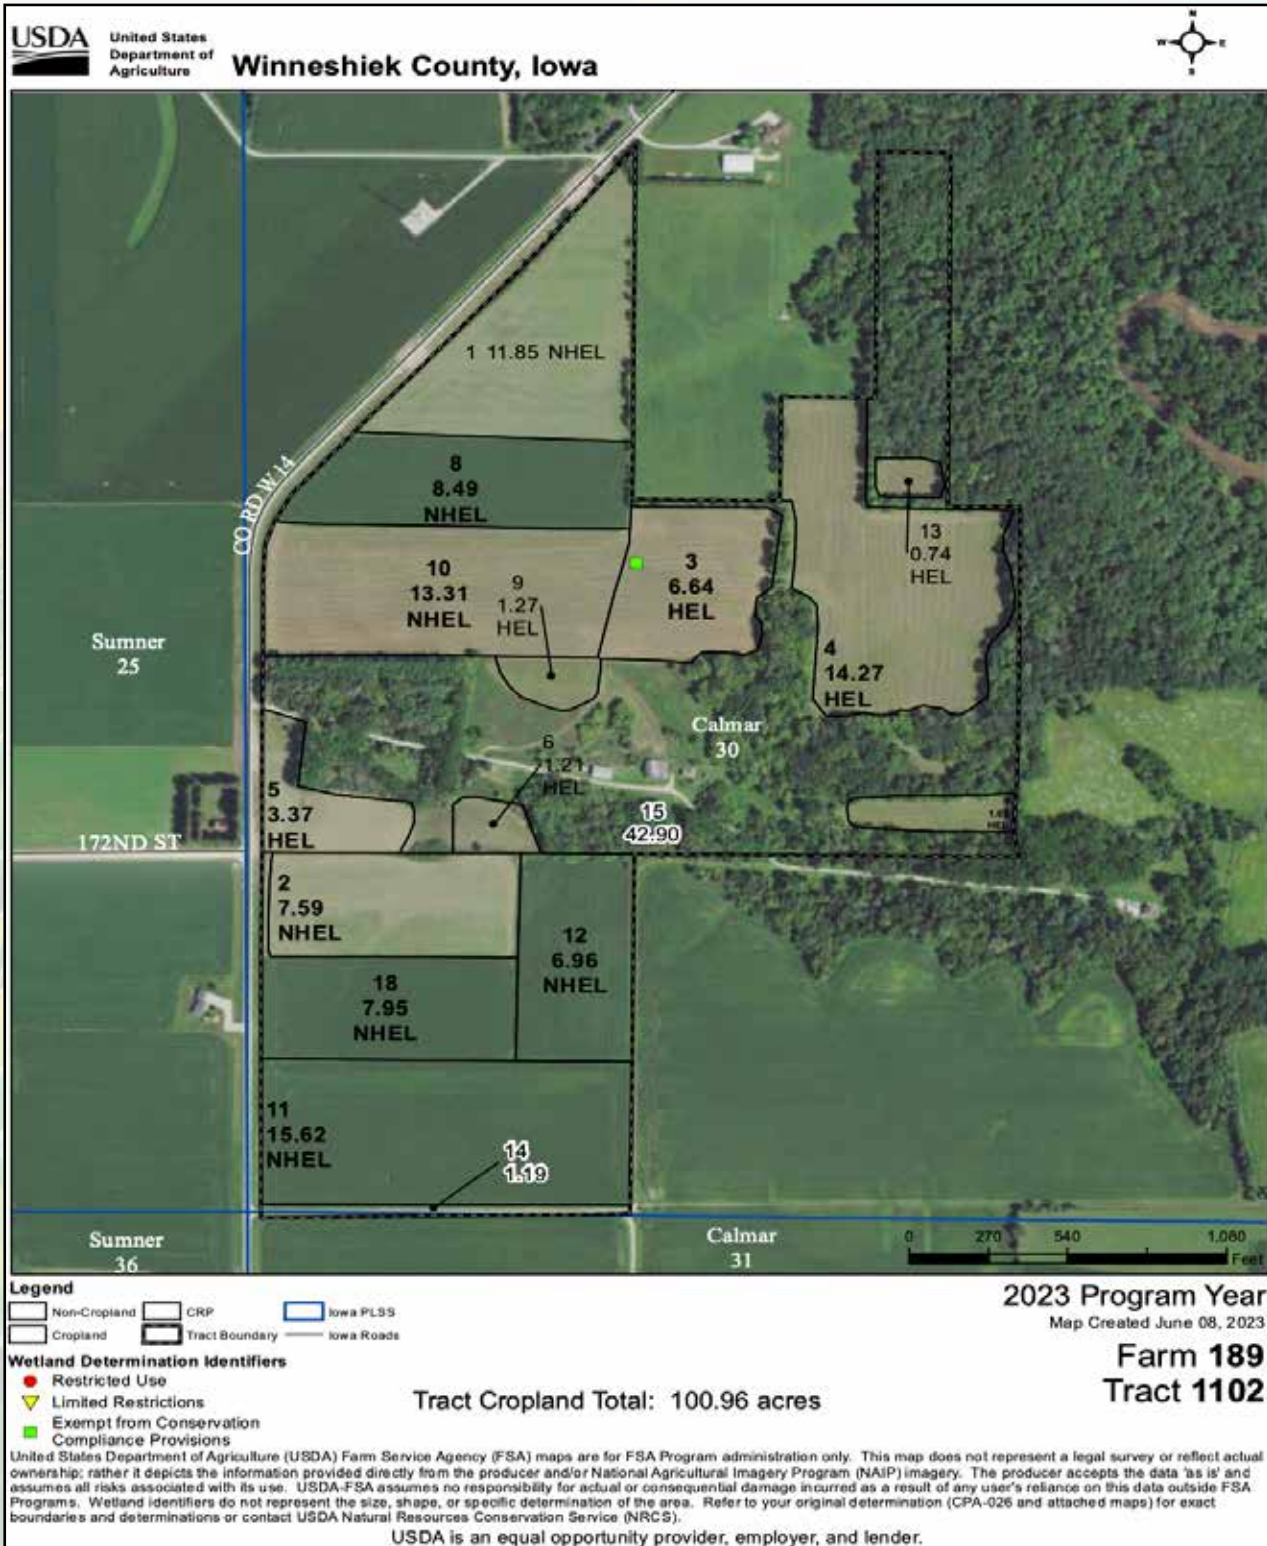 USDA
United States
Department of
Agriculture
Winneshiek County, Iowa
N
W E
S
1 11.85 NHEL
CO RD W 14
8
8.49
NHEL
10
13.31
NHEL
9
1.27
HEL
3
6.64
HEL
13
0.74
HEL
Sumner
25
4
14.27
HEL
Calmar
30
6
1.21
HEL
5
3.37
HEL
15
42.90
HEL
172ND ST
2
7.59
NHEL
12
6.96
NHEL
18
7.95
NHEL
11
15.62
NHEL
14
1.19
Sumner
36
Calmar
31
0 270 540 1,080
Feet
Legend
Non-Cropland CRP Iowa PLSS
Cropland Tract Boundary Iowa Roads
Wetland Determination Identifiers
Restricted Use
Limited Restrictions
Exempt from Conservation
Compliance Provisions
Tract Cropland Total: 100.96 acres
2023 Program Year
Map Created June 08, 2023
Farm 189
Tract 1102
United States Department of Agriculture (USDA) Farm Service Agency (FSA) maps are for FSA Program administration only. This map does not represent a legal survey or reflect actual
ownership; rather it depicts the information provided directly from the producer and/or National Agricultural Imagery Program (NAIP) imagery. The producer accepts the data 'as is' and
assumes all risks associated with its use. USDA-FSA assumes no responsibility for actual or consequential damage incurred as a result of any user's reliance on this data outside FSA
Programs. Wetland identifiers do not represent the size, shape, or specific determination of the area. Refer to your original determination (CPA-026 and attached maps) for exact
boundaries and determinations or contact USDA Natural Resources Conservation Service (NRCS).
USDA is an equal opportunity provider, employer, and lender.